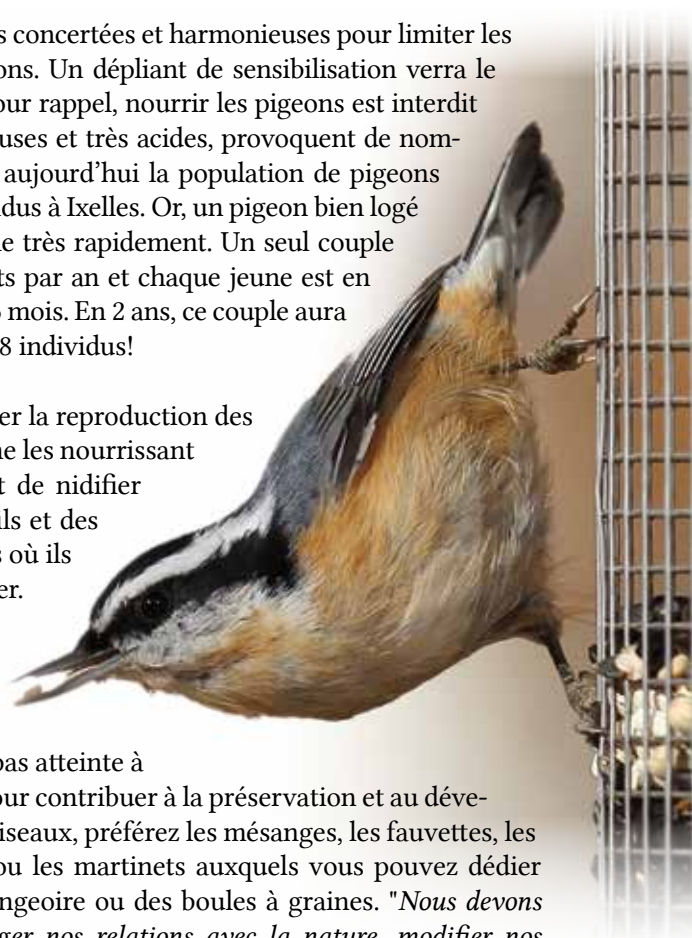 s concertées et harmonieuses pour limiter les
ons. Un dépliant de sensibilisation verra le
our rappel, nourrir les pigeons est interdit
uses et très acides, provoquent de nom-
aujourd'hui la population de pigeons
dus à Ixelles. Or, un pigeon bien logé
e très rapidement. Un seul couple
ts par an et chaque jeune est en
mois. En 2 ans, ce couple aura
8 individus!
er la reproduction des
ne les nourrissant
t de nidifier
ils et des
s où ils
er.
pas atteinte à
our contribuer à la préservation et au déve-
iseaux, préférez les mésanges, les fauvettes, les
ou les martinets auxquels vous pouvez dédier
ngeoire ou des boules à graines. "Nous devons
ger nos relations avec la nature, modifier nos